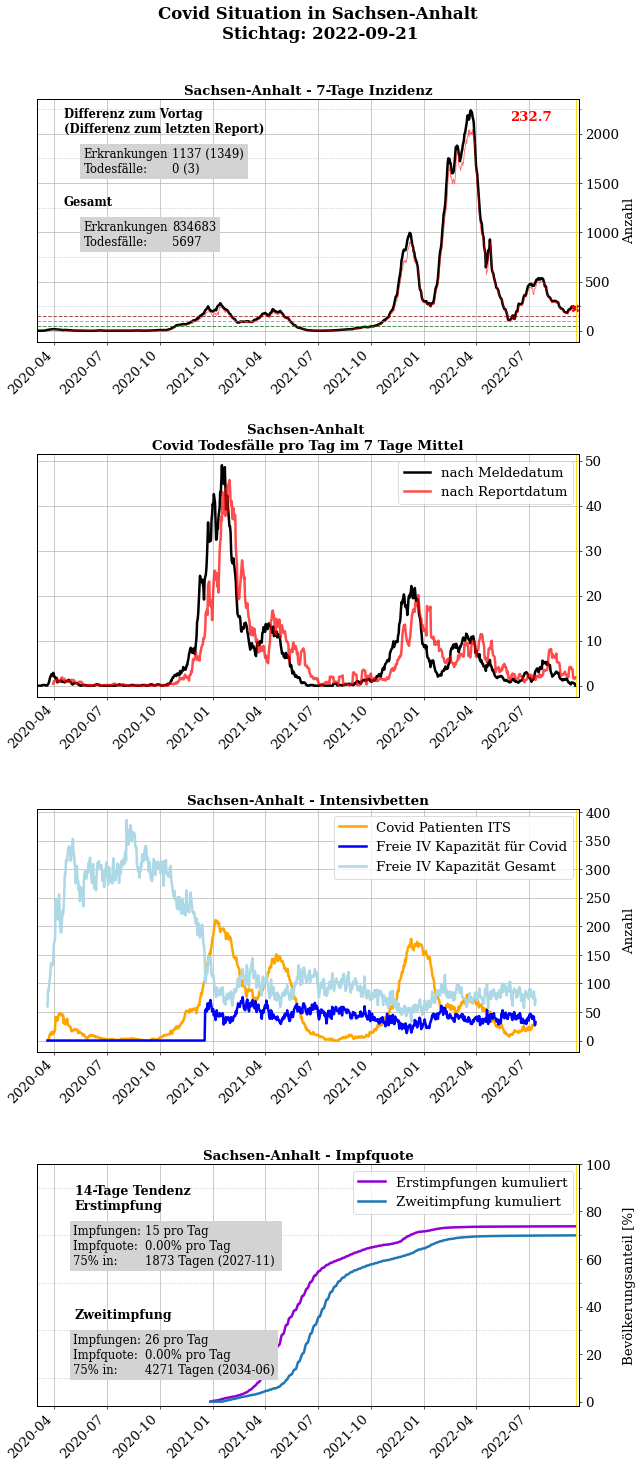 Covid Situation in Sachsen-Anhalt
Stichtag: 2022-09-21
Sachsen-Anhalt - 7-Tage Inzidenz
Differenz zum Vortag
(Differenz zum letzten Report)
Erkrankungen 1137 (1349)
Todesfälle: 0 (3)
Gesamt
Erkrankungen 834683
Todesfälle: 5697
232.7
2000
1500
1000
500
0
Anzahl
2020-04 2020-07 2020-10 2021-01 2021-04 2021-07 2021-10 2022-01 2022-04 2022-07
Sachsen-Anhalt
Covid Todesfälle pro Tag im 7 Tage Mittel
nach Meldedatum
nach Reportdatum
50
40
30
20
10
0
2020-04 2020-07 2020-10 2021-01 2021-04 2021-07 2021-10 2022-01 2022-04 2022-07
Sachsen-Anhalt - Intensivbetten
Covid Patienten ITS
Freie IV Kapazität für Covid
Freie IV Kapazität Gesamt
400
350
300
250
200
150
100
50
0
Anzahl
2020-04 2020-07 2020-10 2021-01 2021-04 2021-07 2021-10 2022-01 2022-04 2022-07
Sachsen-Anhalt - Impfquote
14-Tage Tendenz
Erstimpfung
Impfungen: 15 pro Tag
Impfquote: 0.00% pro Tag
75% in: 1873 Tagen (2027-11)
Zweitimpfung
Impfungen: 26 pro Tag
Impfquote: 0.00% pro Tag
75% in: 4271 Tagen (2034-06)
Erstimpfungen kumuliert
Zweitimpfung kumuliert
100
80
60
40
20
0
Bevölkerungsanteil [%]
2020-04 2020-07 2020-10 2021-01 2021-04 2021-07 2021-10 2022-01 2022-04 2022-07